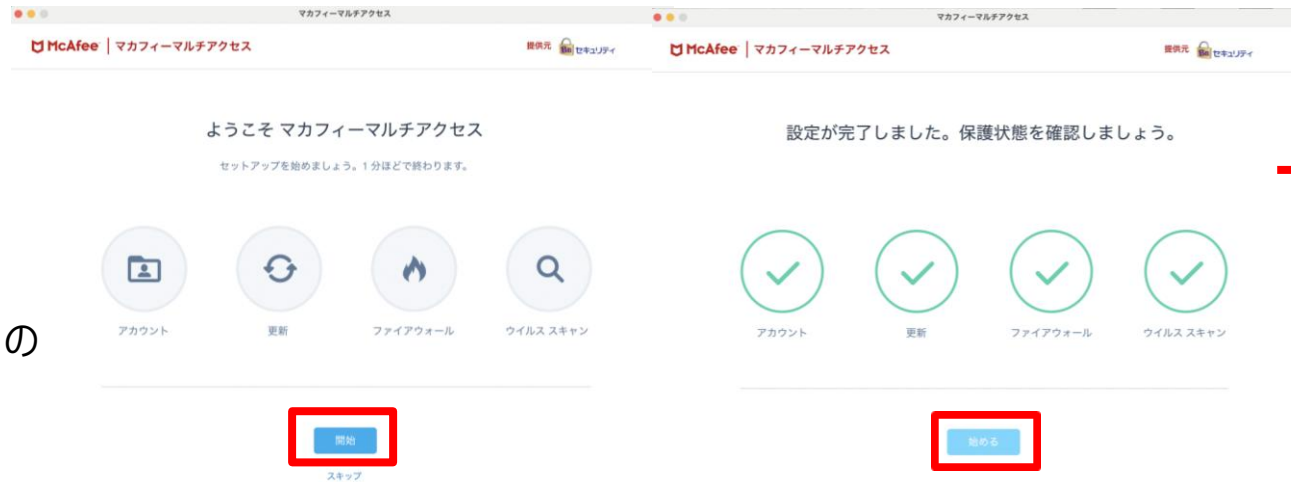 マカフィーマルチアクセス
McAfee | マカフィーマルチアクセス
提供元 Be セキュリティ
ようこそ マカフィーマルチアクセス
セットアップを始めましょう。1 分ほどで終わります。
アカウント
更新
ファイアウォール
ウイルス スキャン
の
開始
スキップ
マカフィーマルチアクセス
McAfee | マカフィーマルチアクセス
提供元 Be セキュリティ
設定が完了しました。保護状態を確認しましょう。
アカウント
更新
ファイアウォール
ウイルス スキャン
始める